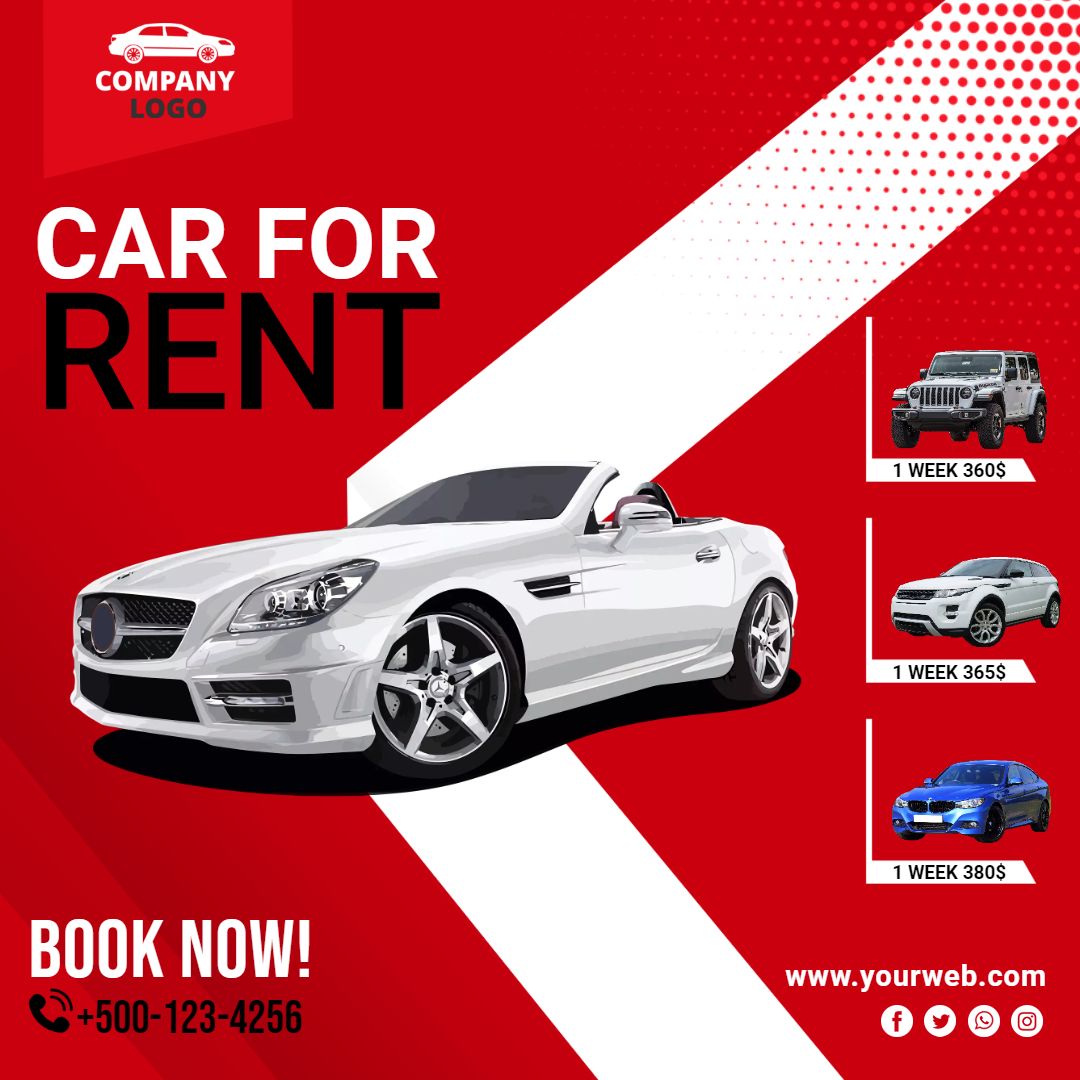 COMPANY
LOGO
CAR FOR
RENT
1 WEEK 360$
1 WEEK 365$
1 WEEK 380$
BOOK NOW!
+500-123-4256
www.yourweb.com